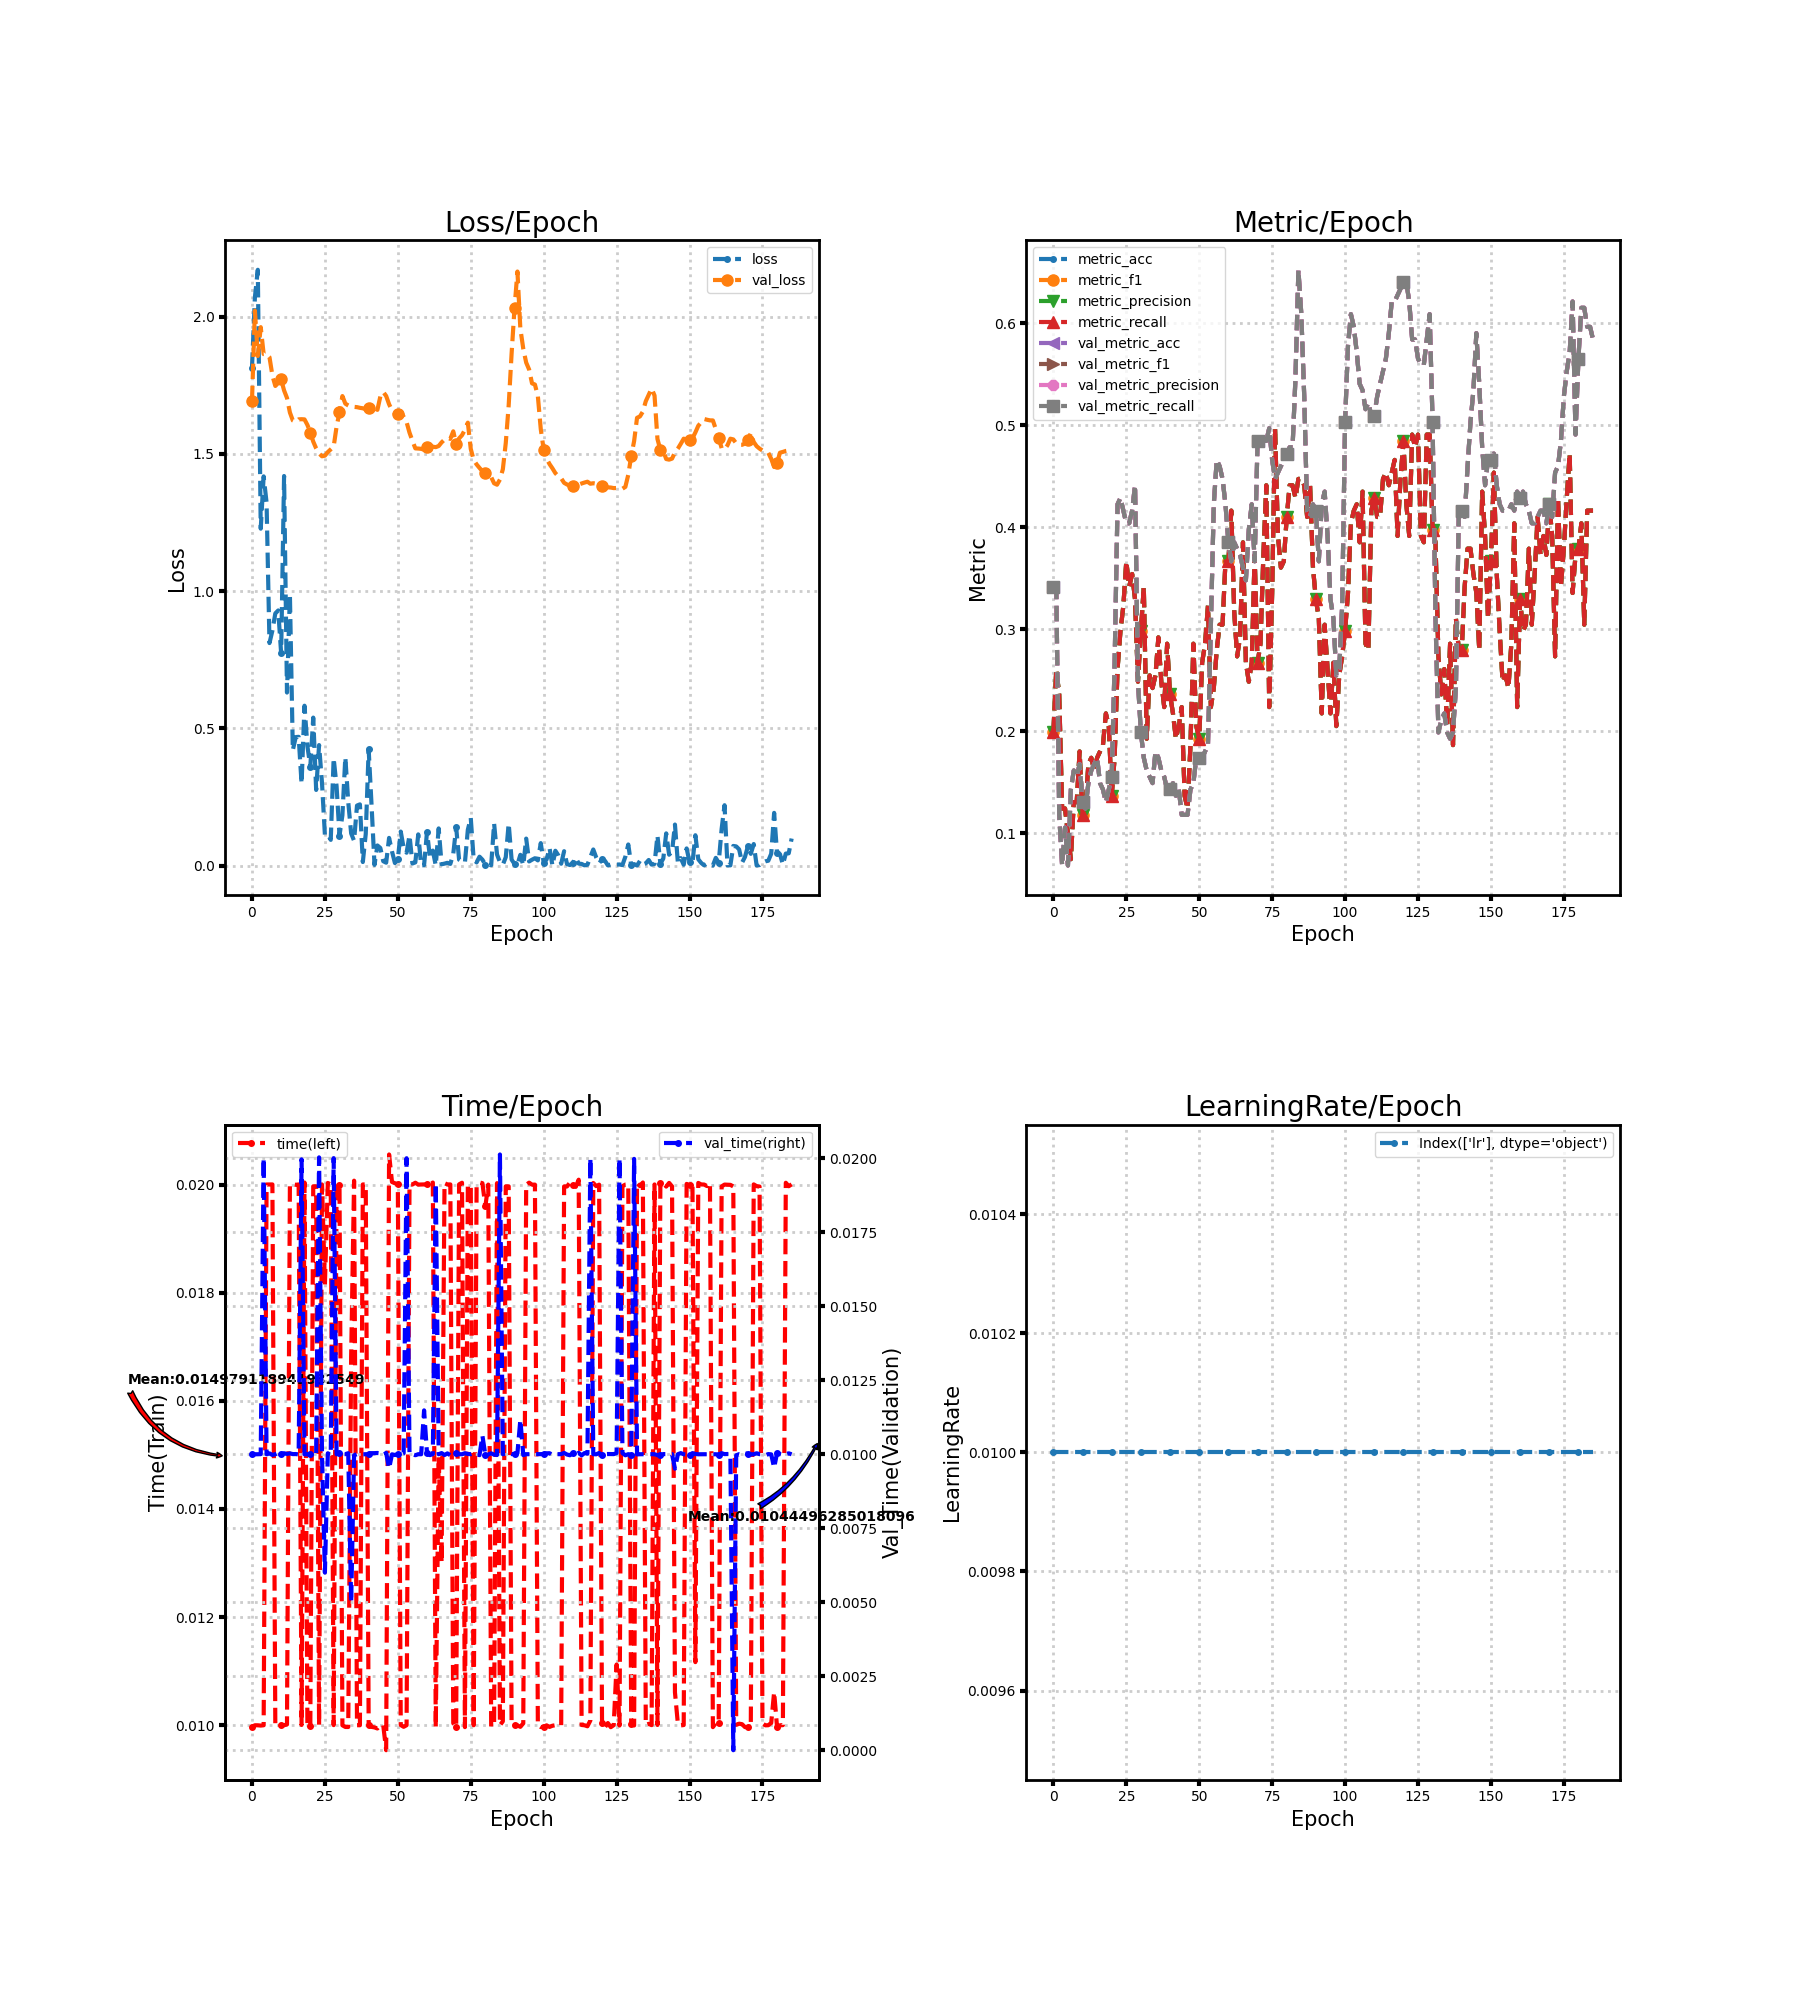 Loss/Epoch
loss
val_loss
2.0
1.5
1.0
0.5
0.0
Loss
0
25
50
75
100
125
150
175
Epoch
Metric/Epoch
metric_acc
metric_f1
metric_precision
metric_recall
val_metric_acc
val_metric_f1
val_metric_precision
val_metric_recall
0.6
0.5
0.4
0.3
0.2
0.1
Metric
0
25
50
75
100
125
150
175
Epoch
Time/Epoch
time(left)
val_time(right)
0.020
0.018
0.016
0.014
0.012
0.010
Time(Train)
0.0200
0.0175
0.0150
0.0125
0.0100
0.0075
0.0050
0.0025
0.0000
Val_Time(Validation)
Mean:0.01044496285018096
0
25
50
75
100
125
150
175
Epoch
LearningRate/Epoch
Index(['lr'], dtype='object')
0.0104
0.0102
0.0100
0.0098
0.0096
LearningRate
0
25
50
75
100
125
150
175
Epoch